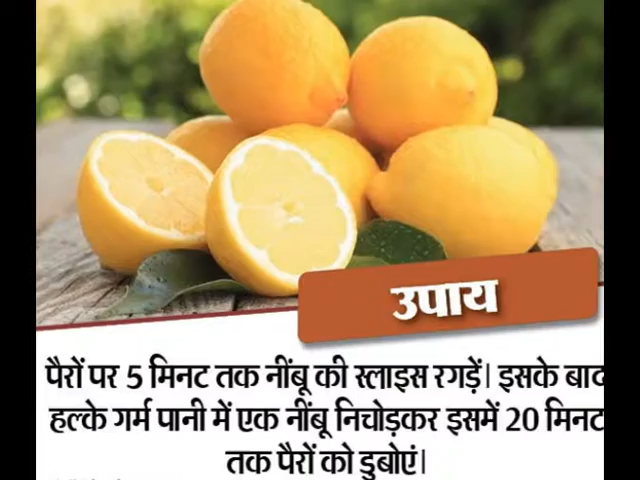 उपाय
पैरों पर 5 मिनट तक नींबू की स्लाइस रगड़ें। इसके बाद
हल्के गर्म पानी में एक नींबू निचोड़कर इसमें 20 मिनट
तक पैरों को डुबोएं।